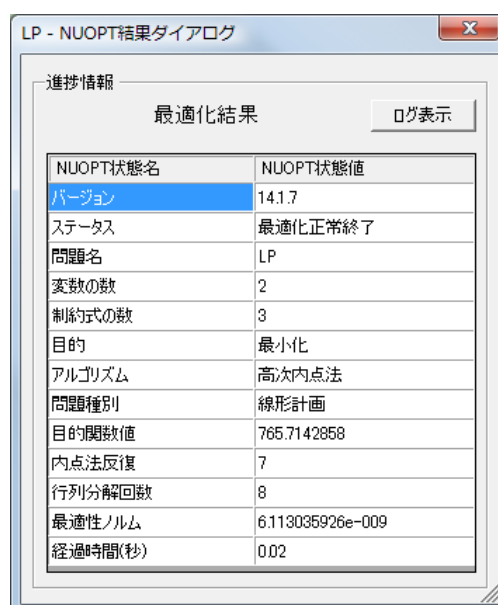 LP - NUOPT結果ダイアログ
進捗情報
最適化結果
ログ表示
NUOPT状態名 NUOPT状態値
バージョン 14.1.7
ステータス 最適化正常終了
問題名 LP
変数の数 2
制約式の数 3
目的 最小化
アルゴリズム 高次内点法
問題種別 線形計画
目的関数値 765.7142858
内点法反復 7
行列分解回数 8
最適性ノルム 6.113035926e-009
経過時間(秒) 0.02